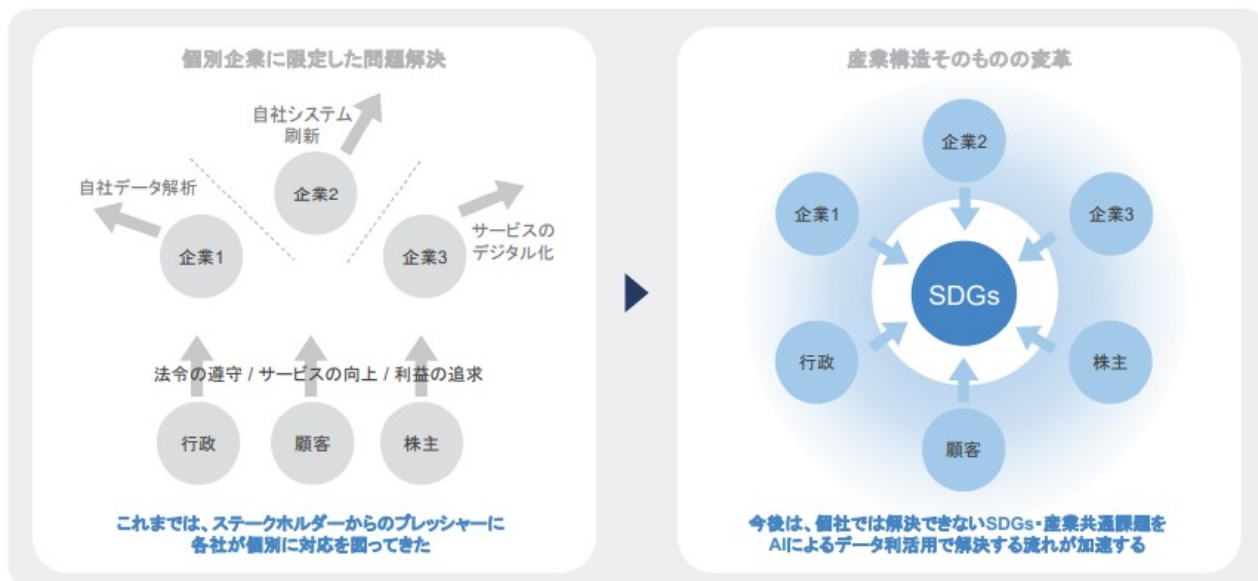 個別企業に限定した問題解決
自社システム
刷新
自社データ解析
企業2
企業1
企業3
サービスの
デジタル化
法令の遵守 / サービスの向上 / 利益の追求
行政
顧客
株主
これまでは、ステークホルダーからのプレッシャーに
各社が個別に対応を図ってきた
産業構造そのものの変革
企業2
企業1
企業3
SDGs
行政
株主
顧客
今後は、個社では解決できないSDGs・産業共通課題を
AIによるデータ利活用で解決する流れが加速する